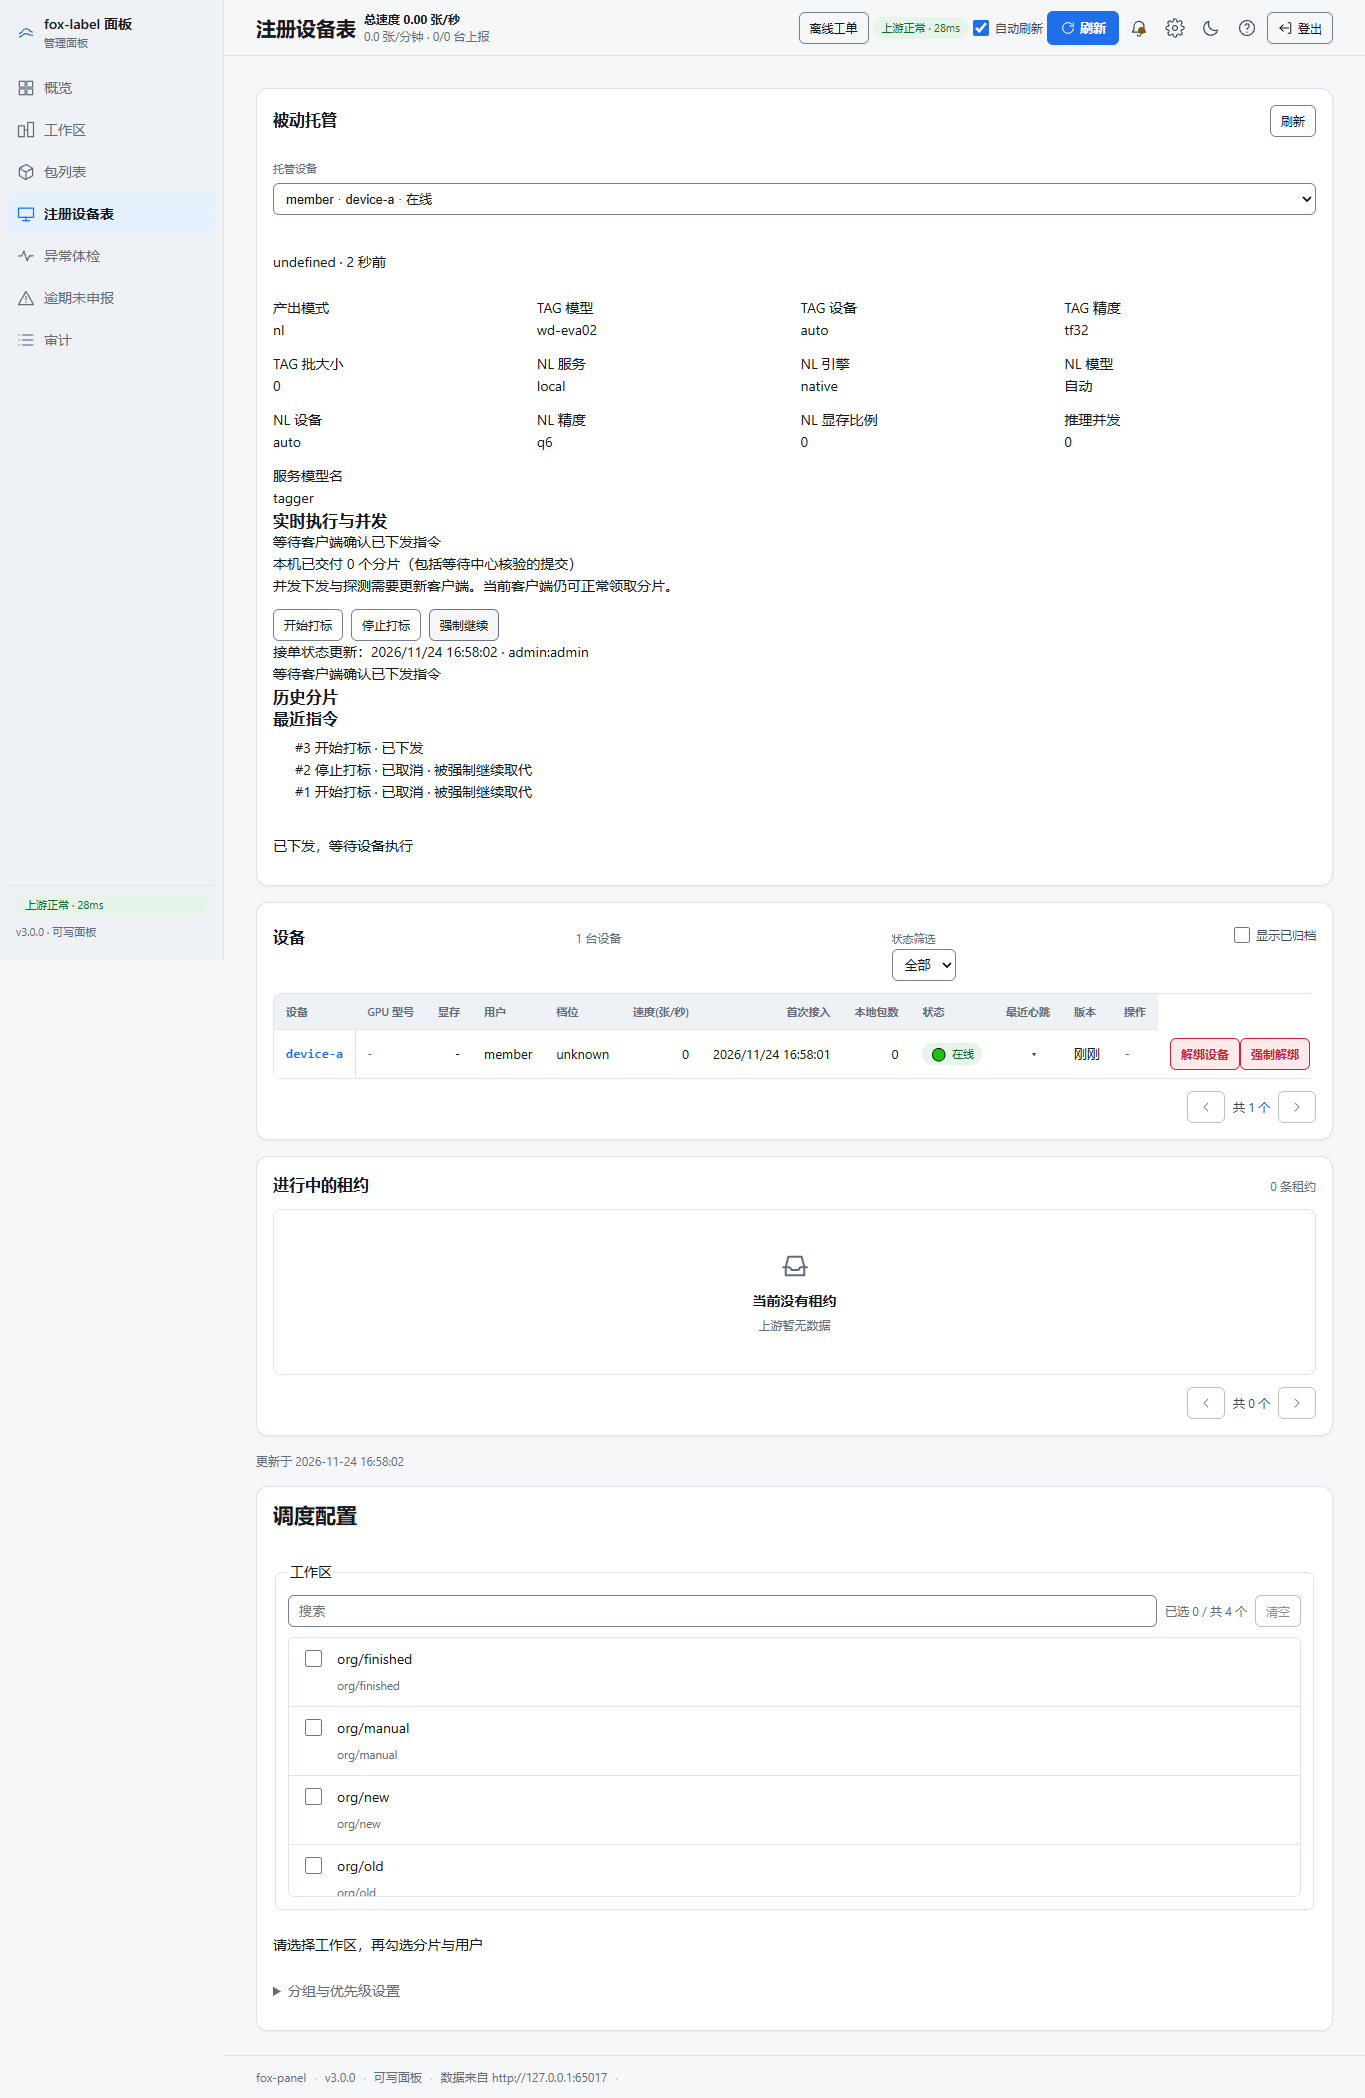 fox-label 面板
管理面板
概览
工作区
包列表
注册设备表
异常体检
逾期未申报
审计
上游正常 · 28ms
v3.0.0 · 可写面板
注册设备表
总速度 0.00 张/秒
0.0 张/分钟 · 0/0 台上报
离线工单
上游正常 · 28ms
自动刷新
刷新
登出
被动托管
刷新
托管设备
member · device-a · 在线
undefined · 2 秒前
产出模式 TAG 模型 TAG 设备 TAG 精度
nl wd-eva02 auto tf32
TAG 批大小 NL 服务 NL 引擎 NL 模型
0 local native 自动
NL 设备 NL 精度 NL 显存比例 推理并发
auto q6 0 0
服务模型名
tagger
实时执行与并发
等待客户端确认已下发指令
本机已交付 0 个分片（包括等待中心核验的提交）
并发下发与探测需要更新客户端。当前客户端仍可正常领取分片。
开始打标 停止打标 强制继续
接单状态更新：2026/11/24 16:58:02 · admin:admin
等待客户端确认已下发指令
历史分片
最近指令
#3 开始打标 · 已下发
#2 停止打标 · 已取消 · 被强制继续取代
#1 开始打标 · 已取消 · 被强制继续取代
已下发，等待设备执行
设备
1 台设备
状态筛选
全部
显示已归档
设备 GPU 型号 显存 用户 档位 速度(张/秒) 首次接入 本地包数 状态 最近心跳 版本 操作
device-a - - member unknown 0 2026/11/24 16:58:01 0 在线 · 刚刚 - 解绑设备 强制解绑
共 1 个
进行中的租约
0 条租约
当前没有租约
上游暂无数据
共 0 个
更新于 2026-11-24 16:58:02
调度配置
工作区
搜索
已选 0 / 共 4 个
清空
org/finished
org/finished
org/manual
org/manual
org/new
org/new
org/old
org/old
请选择工作区，再勾选分片与用户
▶ 分组与优先级设置
fox-panel · v3.0.0 · 可写面板 · 数据来自 http://127.0.0.1:65017 ·